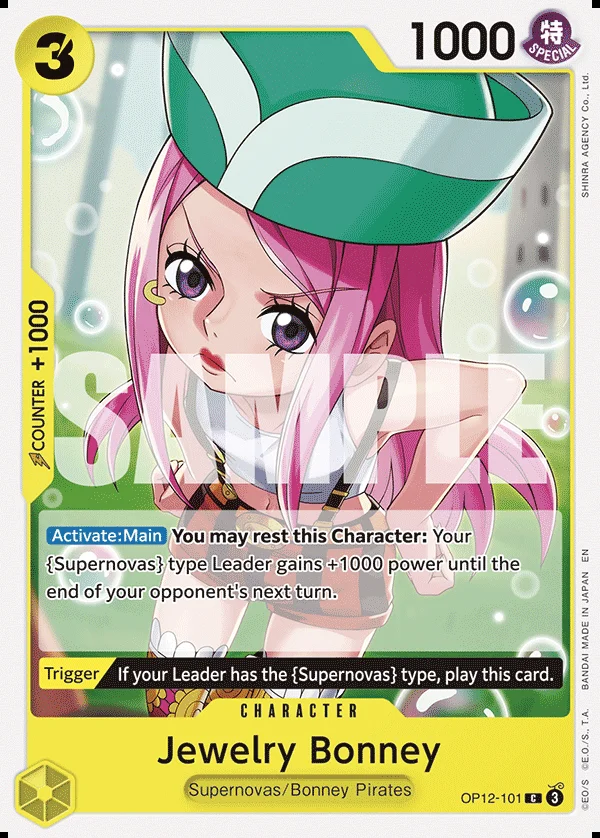 3
1000
特
SPECIAL
SHINRA AGENCY Co., Ltd.
COUNTER +1000
SAMPLE
Activate:Main You may rest this Character: Your
{Supernovas} type Leader gains +1000 power until the
end of your opponent's next turn.
Trigger If your Leader has the {Supernovas} type, play this card.
©E.O./S., T.A. BANDAI MADE IN JAPAN EN
©EO/S
CHARACTER
Jewelry Bonney
Supernovas/Bonney Pirates
OP12-101 C 3